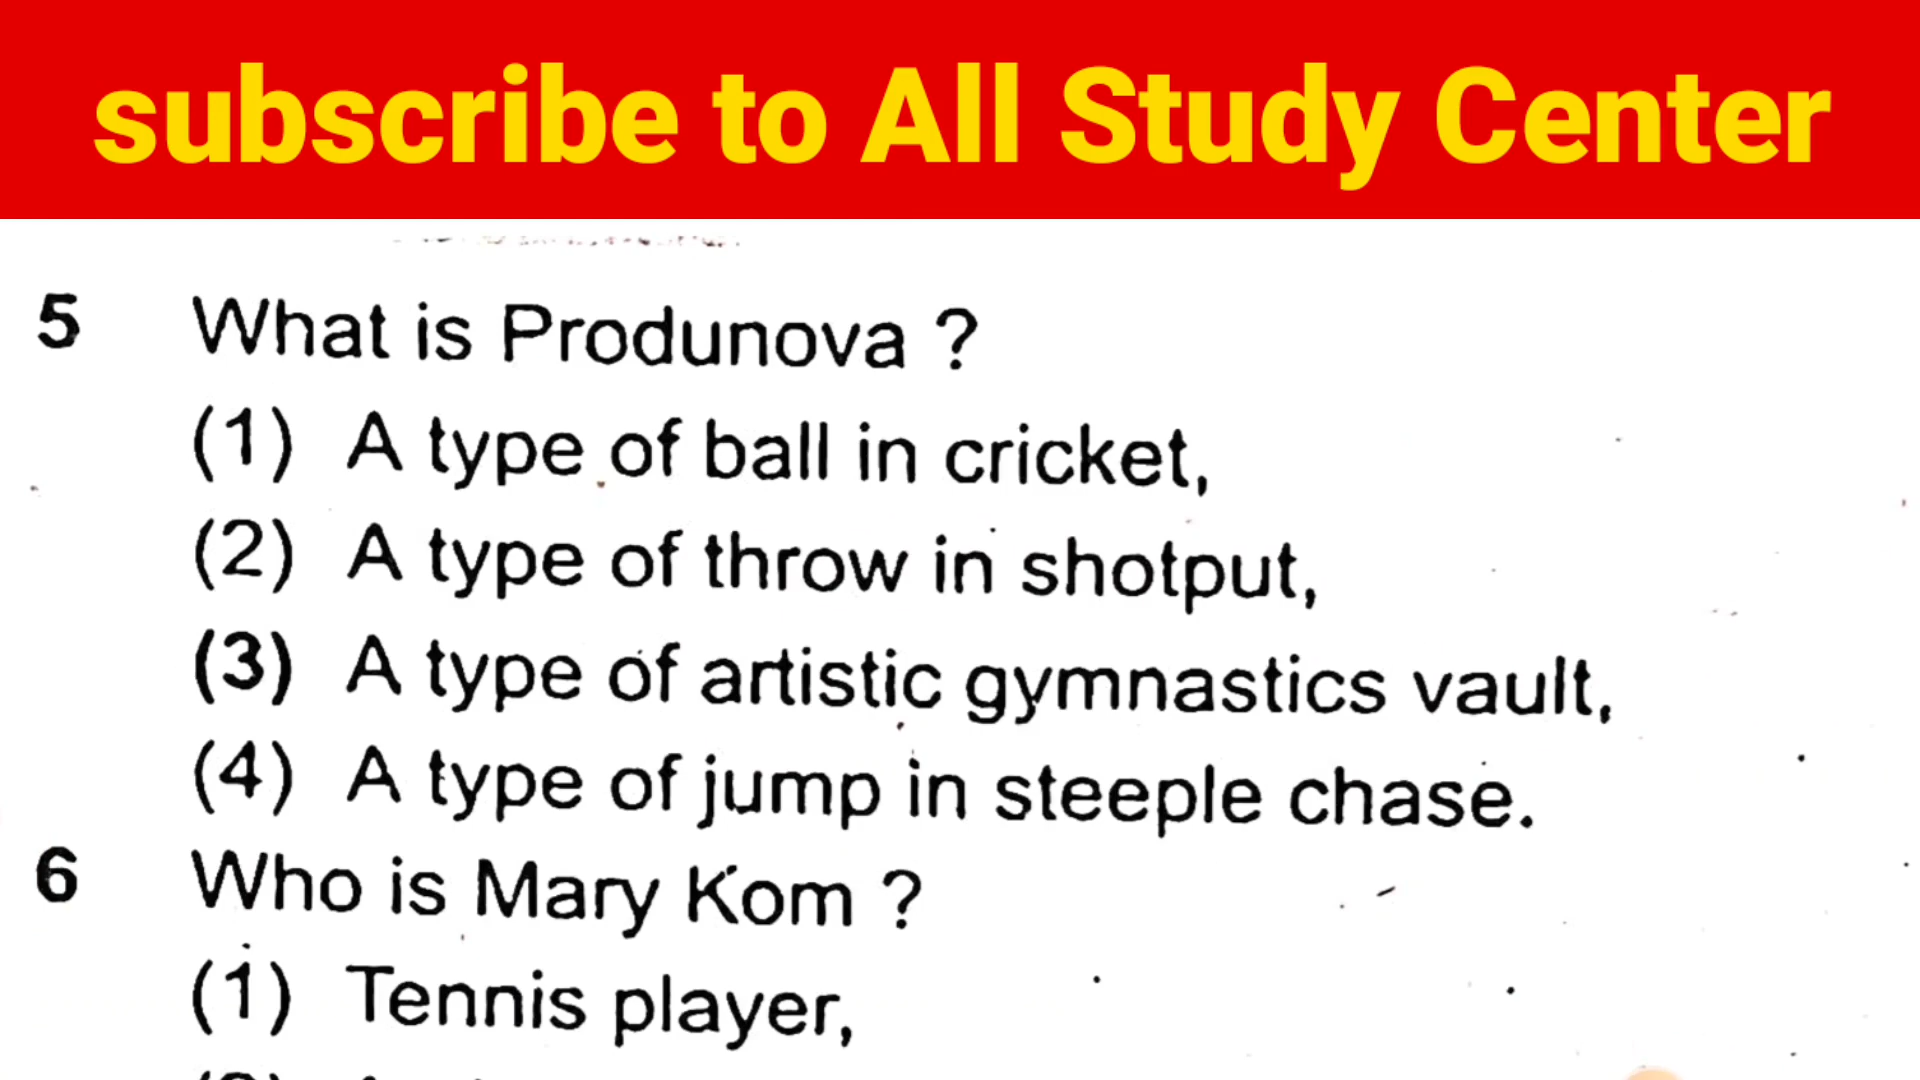 subscribe to All Study Center
5 What is Produnova ?
(1) A type of ball in cricket,
(2) A type of throw in shotput,
(3) A type of artistic gymnastics vault,
(4) A type of jump in steeple chase.
6 Who is Mary Kom ?
(1) Tennis player,